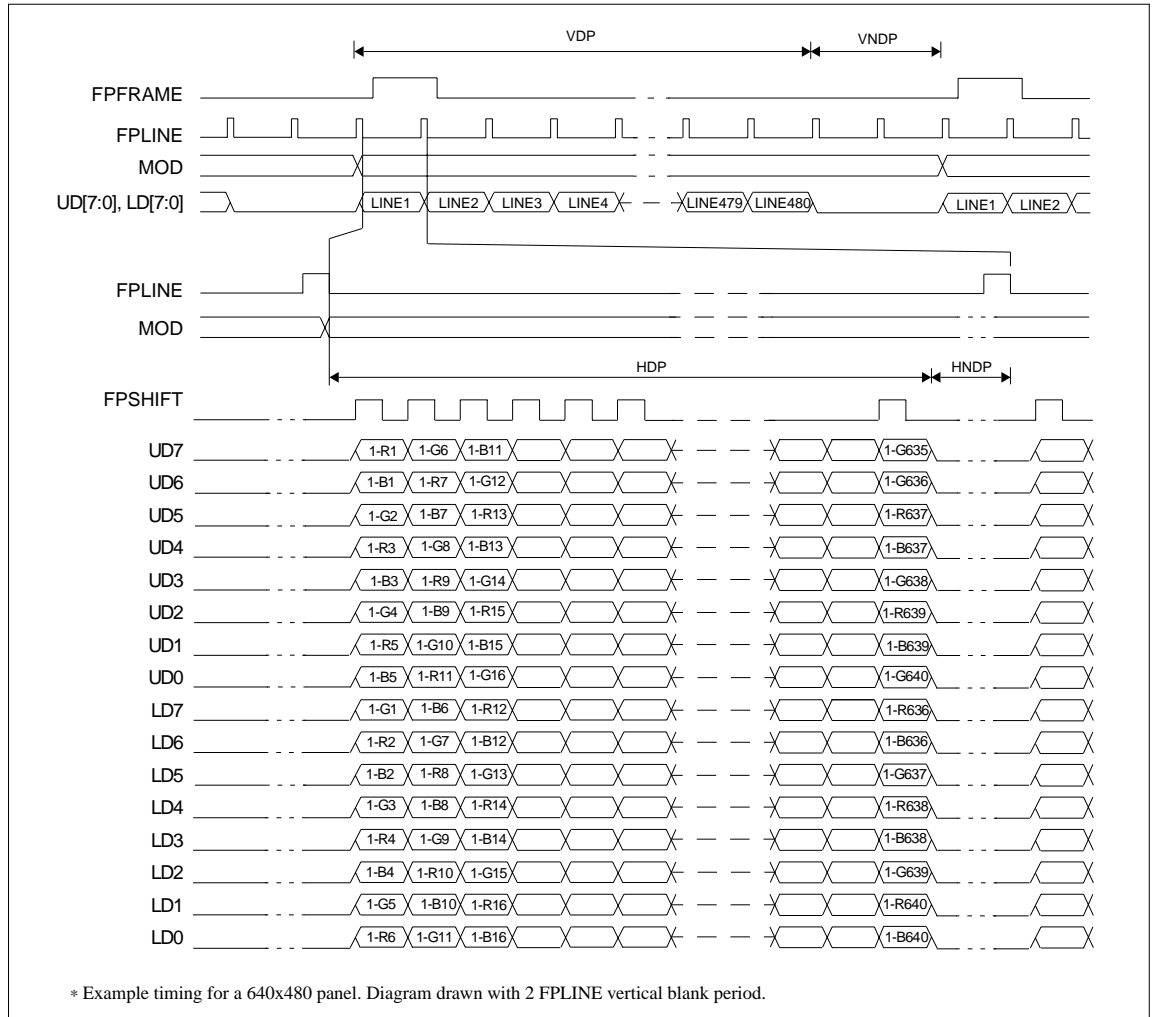 VDP VNDP
FPFRAME
FPLINE
MOD
UD[7:0], LD[7:0] LINE1 LINE2 LINE3 LINE4 LINE479 LINE480 LINE1 LINE2
FPLINE
MOD
HDP HNDP
FPSHIFT
UD7 1-R1 1-G6 1-B11 1-G635
UD6 1-B1 1-R7 1-G12 1-G636
UD5 1-G2 1-B7 1-R13 1-R637
UD4 1-R3 1-G8 1-B13 1-B637
UD3 1-B3 1-R9 1-G14 1-G638
UD2 1-G4 1-B9 1-R15 1-R639
UD1 1-R5 1-G10 1-B15 1-B639
UD0 1-B5 1-R11 1-G16 1-G640
LD7 1-G1 1-B6 1-R12 1-R636
LD6 1-R2 1-G7 1-B12 1-B636
LD5 1-B2 1-R8 1-G13 1-G637
LD4 1-G3 1-B8 1-R14 1-R638
LD3 1-R4 1-G9 1-B14 1-B638
LD2 1-B4 1-R10 1-G15 1-G639
LD1 1-G5 1-B10 1-R16 1-R640
LD0 1-R6 1-G11 1-B16 1-B640
* Example timing for a 640x480 panel. Diagram drawn with 2 FPLINE vertical blank period.